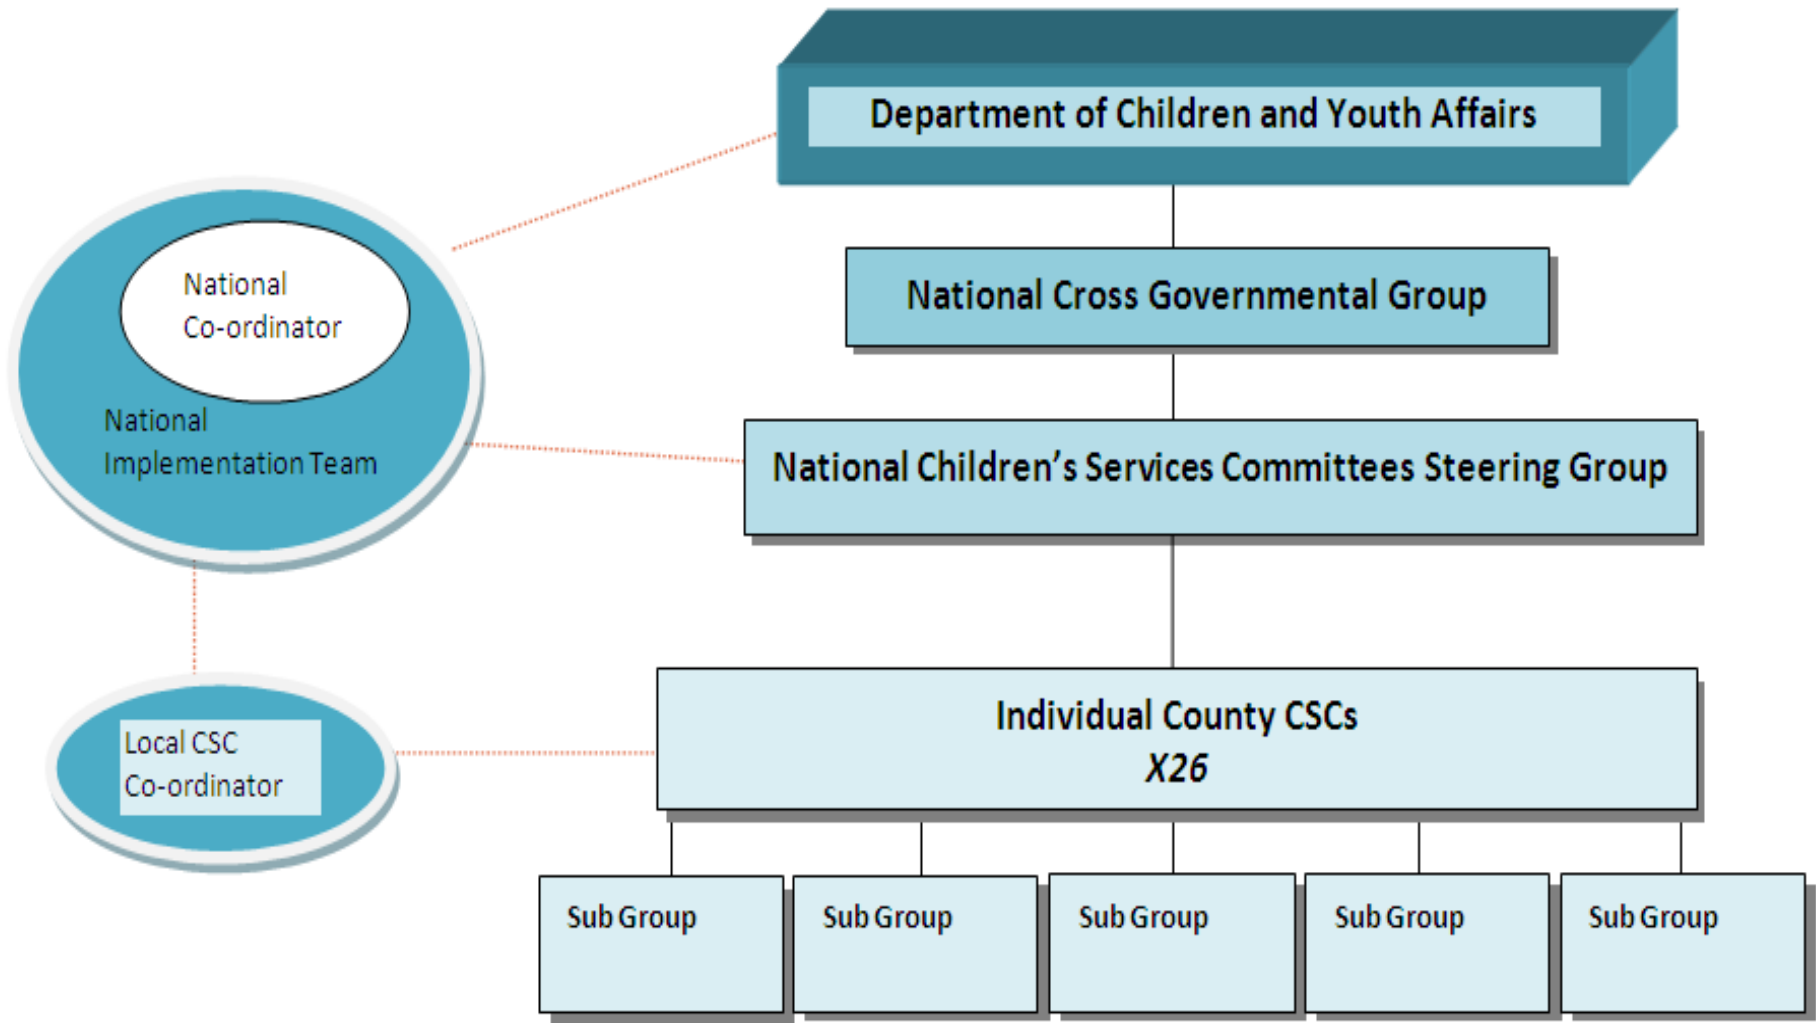 Department of Children and Youth Affairs
National Cross Governmental Group
National Children's Services Committees Steering Group
National
Co-ordinator
National
Implementation Team
Local CSC
Co-ordinator
Individual County CSCs
X26
Sub Group
Sub Group
Sub Group
Sub Group
Sub Group